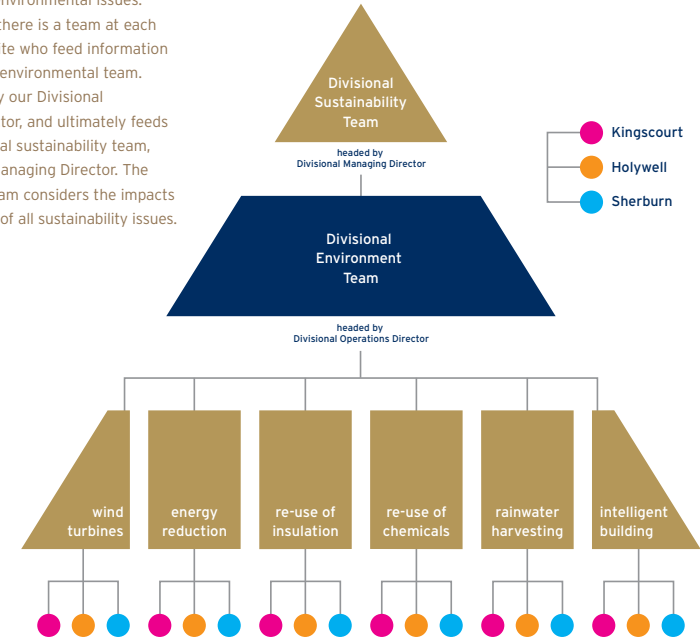 environmental issues.
there is a team at each
ite who feed information
environmental team.
y our Divisional
tor, and ultimately feeds
al sustainability team,
anaging Director. The
am considers the impacts
of all sustainability issues.
Divisional
Sustainability
Team
headed by
Divisional Managing Director
Kingscourt
Holywell
Sherburn
Divisional
Environment
Team
headed by
Divisional Operations Director
wind
turbines
energy
reduction
re-use of
insulation
re-use of
chemicals
rainwater
harvesting
intelligent
building